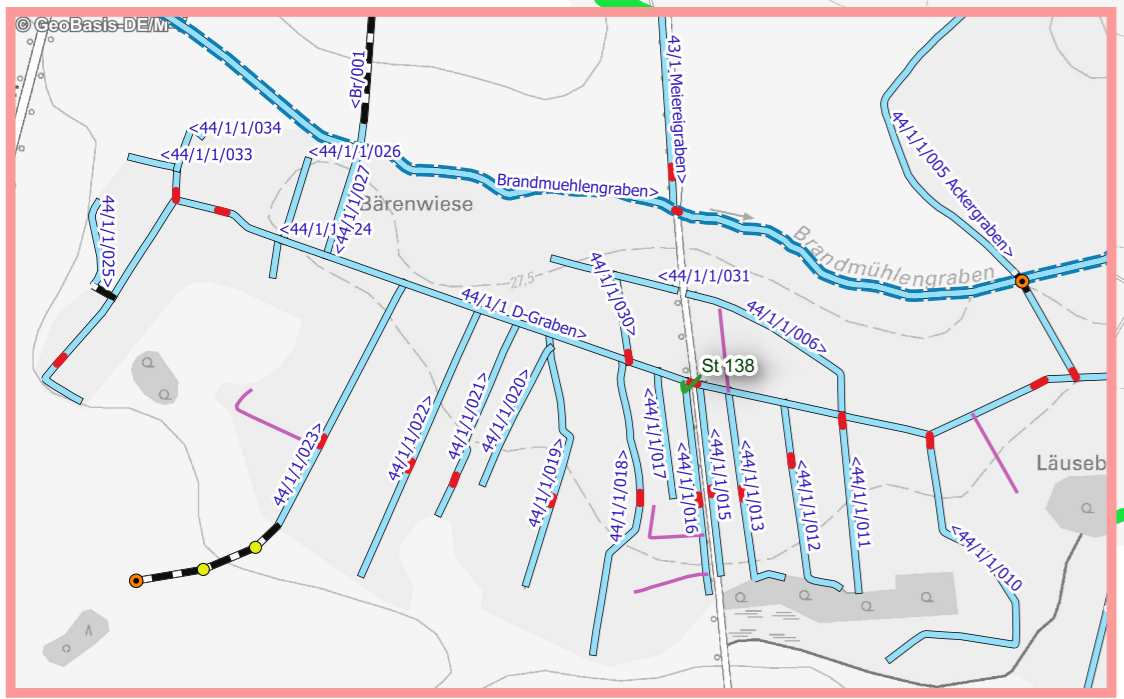 © GeoBasis-DE/M-V
<Br/001
43/1-Meiereigraben>
<44/1/1/034
<44/1/1/033
<44/1/1/026
<44/1/1/027
44/1/1/005 Ackergraben>
Brandmuehlengraben>
Bärenwiese
44/1/1/025>
Brandmühlengraben
27,5
<44/1/1/031
44/1/1/030>
44/1/1 D-Graben>
44/1/1/006>
St 138
44/1/1/023>
44/1/1/022>
44/1/1/021>
44/1/1/020>
44/1/1/019>
44/1/1/018>
<44/1/1/017
<44/1/1/016
<44/1/1/015
<44/1/1/013
<44/1/1/012
<44/1/1/011
<44/1/1/010
Läuseb